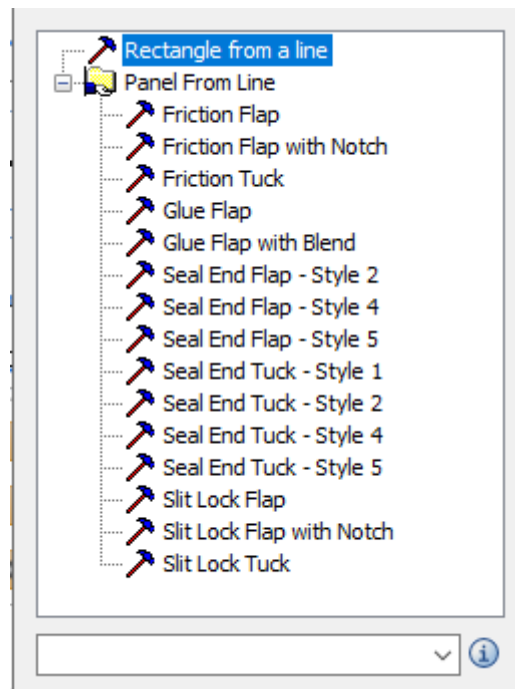 Rectangle from a line
Panel From Line
Friction Flap
Friction Flap with Notch
Friction Tuck
Glue Flap
Glue Flap with Blend
Seal End Flap - Style 2
Seal End Flap - Style 4
Seal End Flap - Style 5
Seal End Tuck - Style 1
Seal End Tuck - Style 2
Seal End Tuck - Style 4
Seal End Tuck - Style 5
Slit Lock Flap
Slit Lock Flap with Notch
Slit Lock Tuck